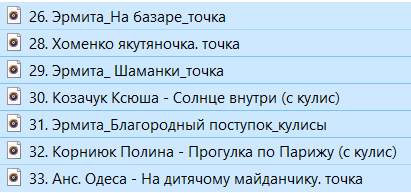 26. Эрмита_На базаре_точка
28. Хоменко якутяночка. точка
29. Эрмита_ Шаманки_точка
30. Козачук Ксюша - Солнце внутри (с кулис)
31. Эрмита_Благородный поступок_кулисы
32. Корниюк Полина - Прогулка по Парижу (с кулис)
33. Анс. Одеса - На дитячому майданчику. точка